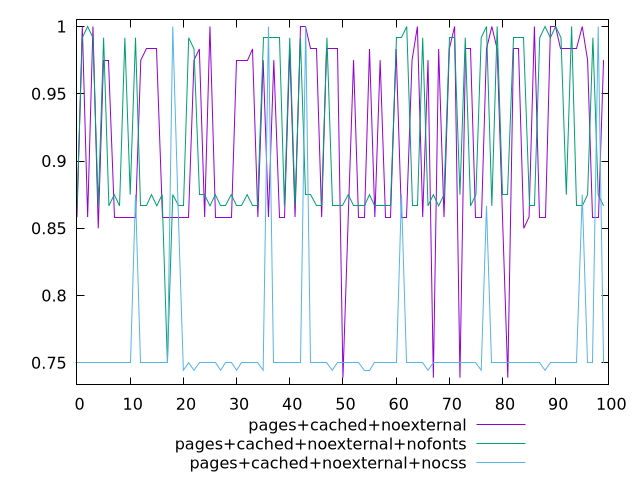 1
0.95
0.9
0.85
0.8
0.75
0 10 20 30 40 50 60 70 80 90 100
pages+cached+noexternal
pages+cached+noexternal+nofonts
pages+cached+noexternal+nocss